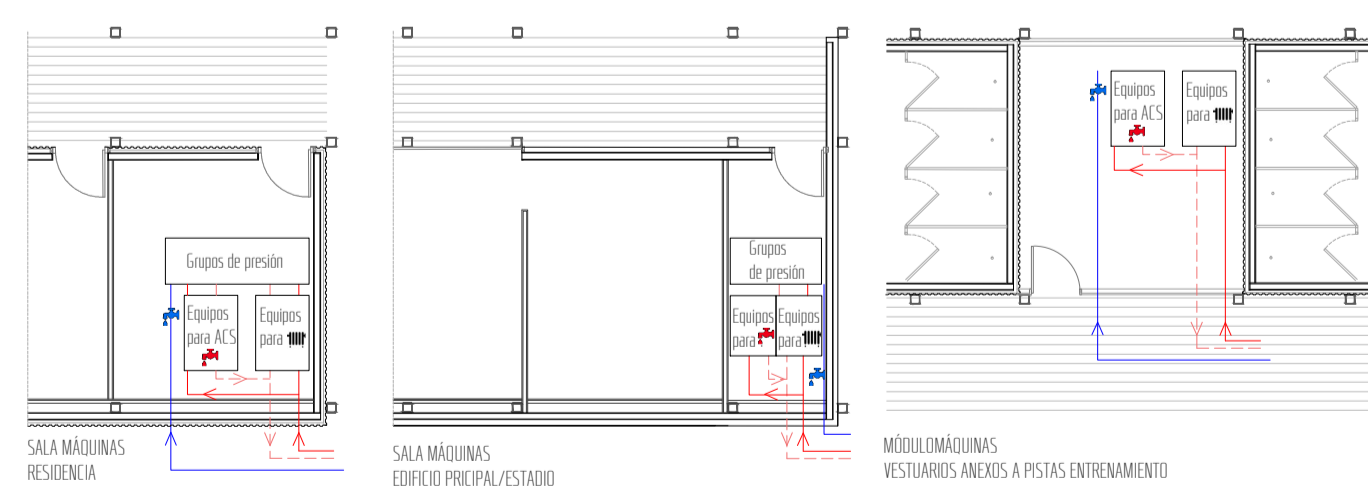 Grupos de presión
Equipos
para ACS
Equipos
para
SALA MÁQUINAS
RESIDENCIA
Grupos
de presión
Equipos
para
Equipos
para
SALA MÁQUINAS
EDIFICIO PRICIPAL/ESTADIO
Equipos
para ACS
Equipos
para
MÓDULOMÁQUINAS
VESTUARIOS ANEXOS A PISTAS ENTRENAMIENTO